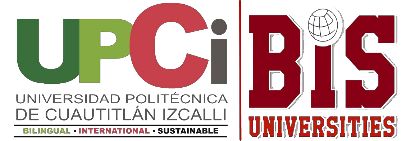 UPCi
UNIVERSIDAD POLITÉCNICA
DE CUAUTITLÁN IZCALLI
BILINGUAL • INTERNATIONAL • SUSTAINABLE
BIS
UNIVERSITIES